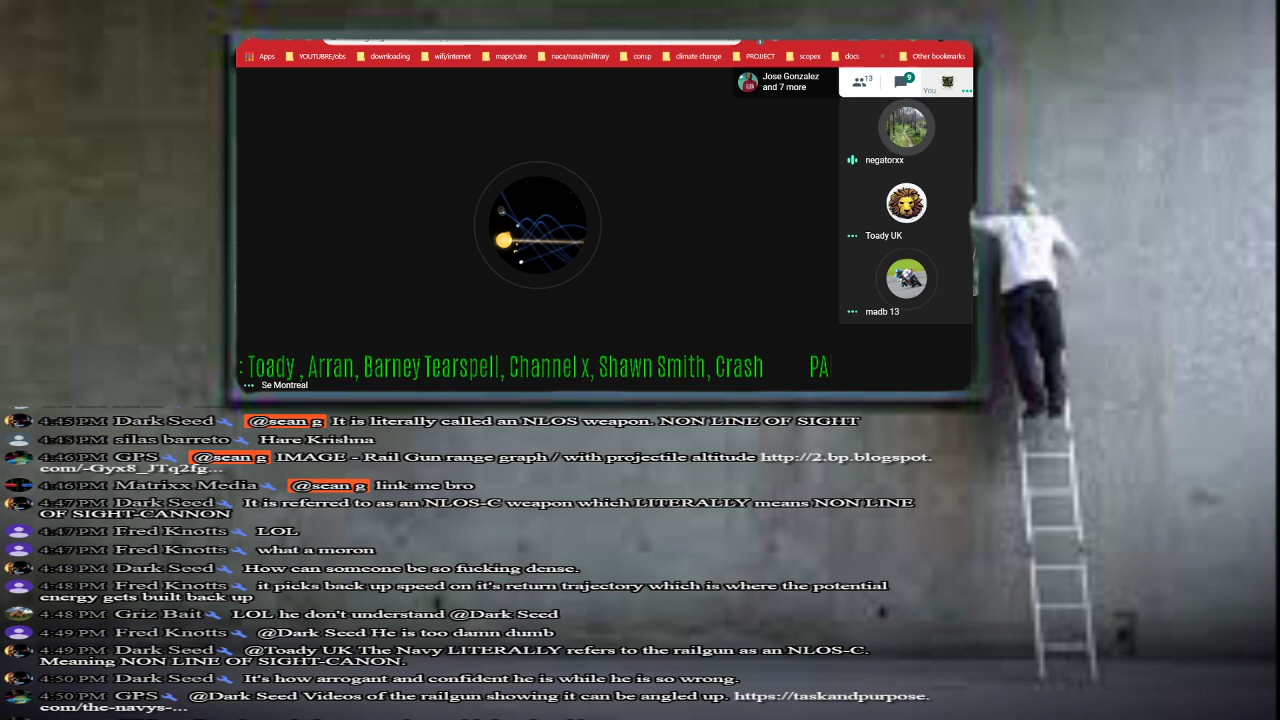 Apps YOUTUBRE/obs downloading wifi/internet maps/sate naca/nasa/militrary consp climate change PROJJECT scopex docs Other bookmarks
Jose Gonzalez
and 7 more
13
9
You
negatorxx
Toady UK
madb 13
: Toady , Arran, Barney Tearspell, Channel x, Shawn Smith, Crash PA
Se Montreal
4:45 PM Dark Seed @sean g It is literally called an NLOS weapon. NON LINE OF SIGHT
4:45 PM silas barreto Hare Krishna
4:46 PM GPS @sean g IMAGE - Rail Gun range graph / with projectile altitude http://2.bp.blogspot.
com/-Gyx8_JTq2fg...
4:46 PM Matrixx Media @sean g link me bro
4:47 PM Dark Seed It is referred to as an NLOS-C weapon which LITERALLY means NON LINE
OF SIGHT-CANNON
4:47 PM Fred Knotts LOL
4:47 PM Fred Knotts what a moron
4:48 PM Dark Seed How can someone be so fucking dense.
4:48 PM Fred Knotts it picks back up speed on it's return trajectory which is where the potential
energy gets built back up
4:48 PM Griz Bait LOL he don't understand @Dark Seed
4:49 PM Fred Knotts @Dark Seed He is too damn dumb
4:49 PM Dark Seed @Toady UK The Navy LITERALLY refers to the railgun as an NLOS-C.
Meaning NON LINE OF SIGHT-CANON.
4:50 PM Dark Seed It's how arrogant and confident he is while he is so wrong.
4:50 PM GPS @Dark Seed Videos of the railgun showing it can be angled up. https://taskandpurpose.
com/the-navys-...